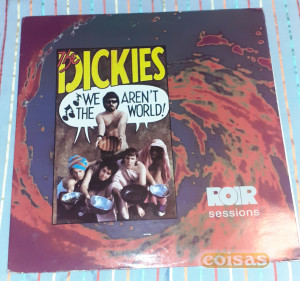 The
DICKIES
♫WE AREN'T
♫THE WORLD!
ROIR
sessions
coisas